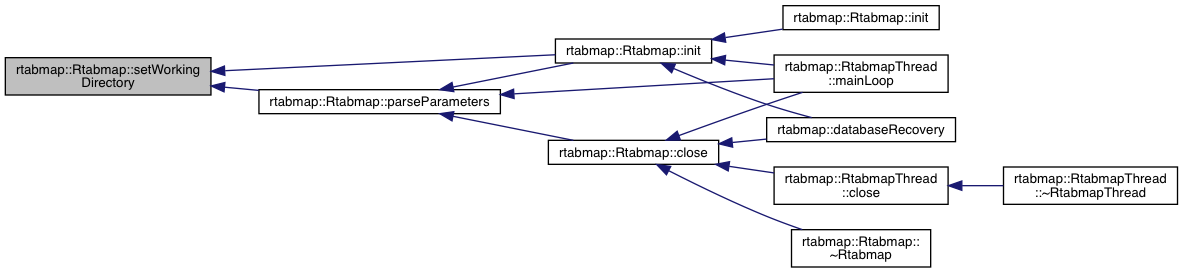 rtabmap::Rtabmap::setWorking
Directory
rtabmap::Rtabmap::parseParameters
rtabmap::Rtabmap::init
rtabmap::Rtabmap::close
rtabmap::Rtabmap::init
rtabmap::RtabmapThread
::mainLoop
rtabmap::databaseRecovery
rtabmap::RtabmapThread
::close
rtabmap::Rtabmap::
~Rtabmap
rtabmap::RtabmapThread
::~RtabmapThread